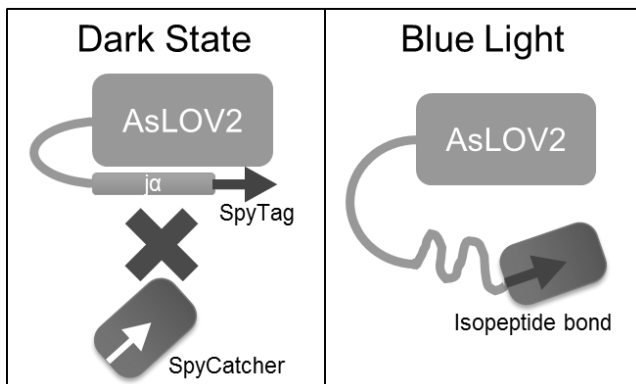 Dark State
AsLOV2
jα
SpyTag
SpyCatcher
Blue Light
AsLOV2
Isopeptide bond